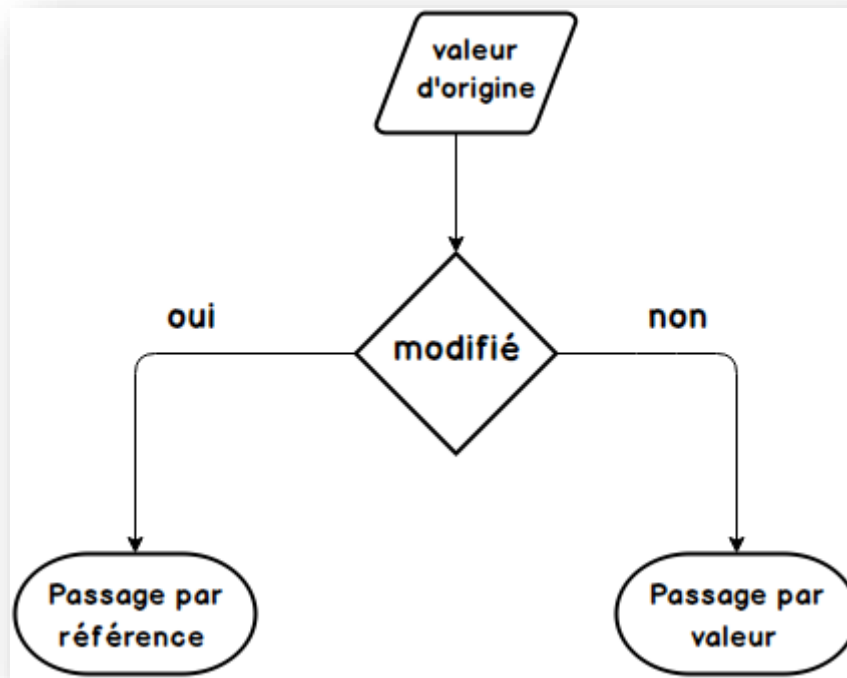 valeur
d'origine
oui
modifié
non
Passage par
référence
Passage par
valeur